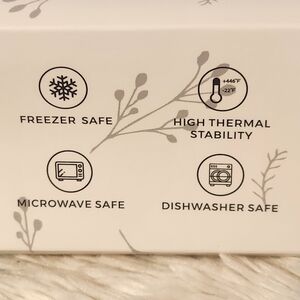 +446°F
-22°F
FREEZER SAFE
HIGH THERMAL
STABILITY
MICROWAVE SAFE
DISHWASHER SAFE